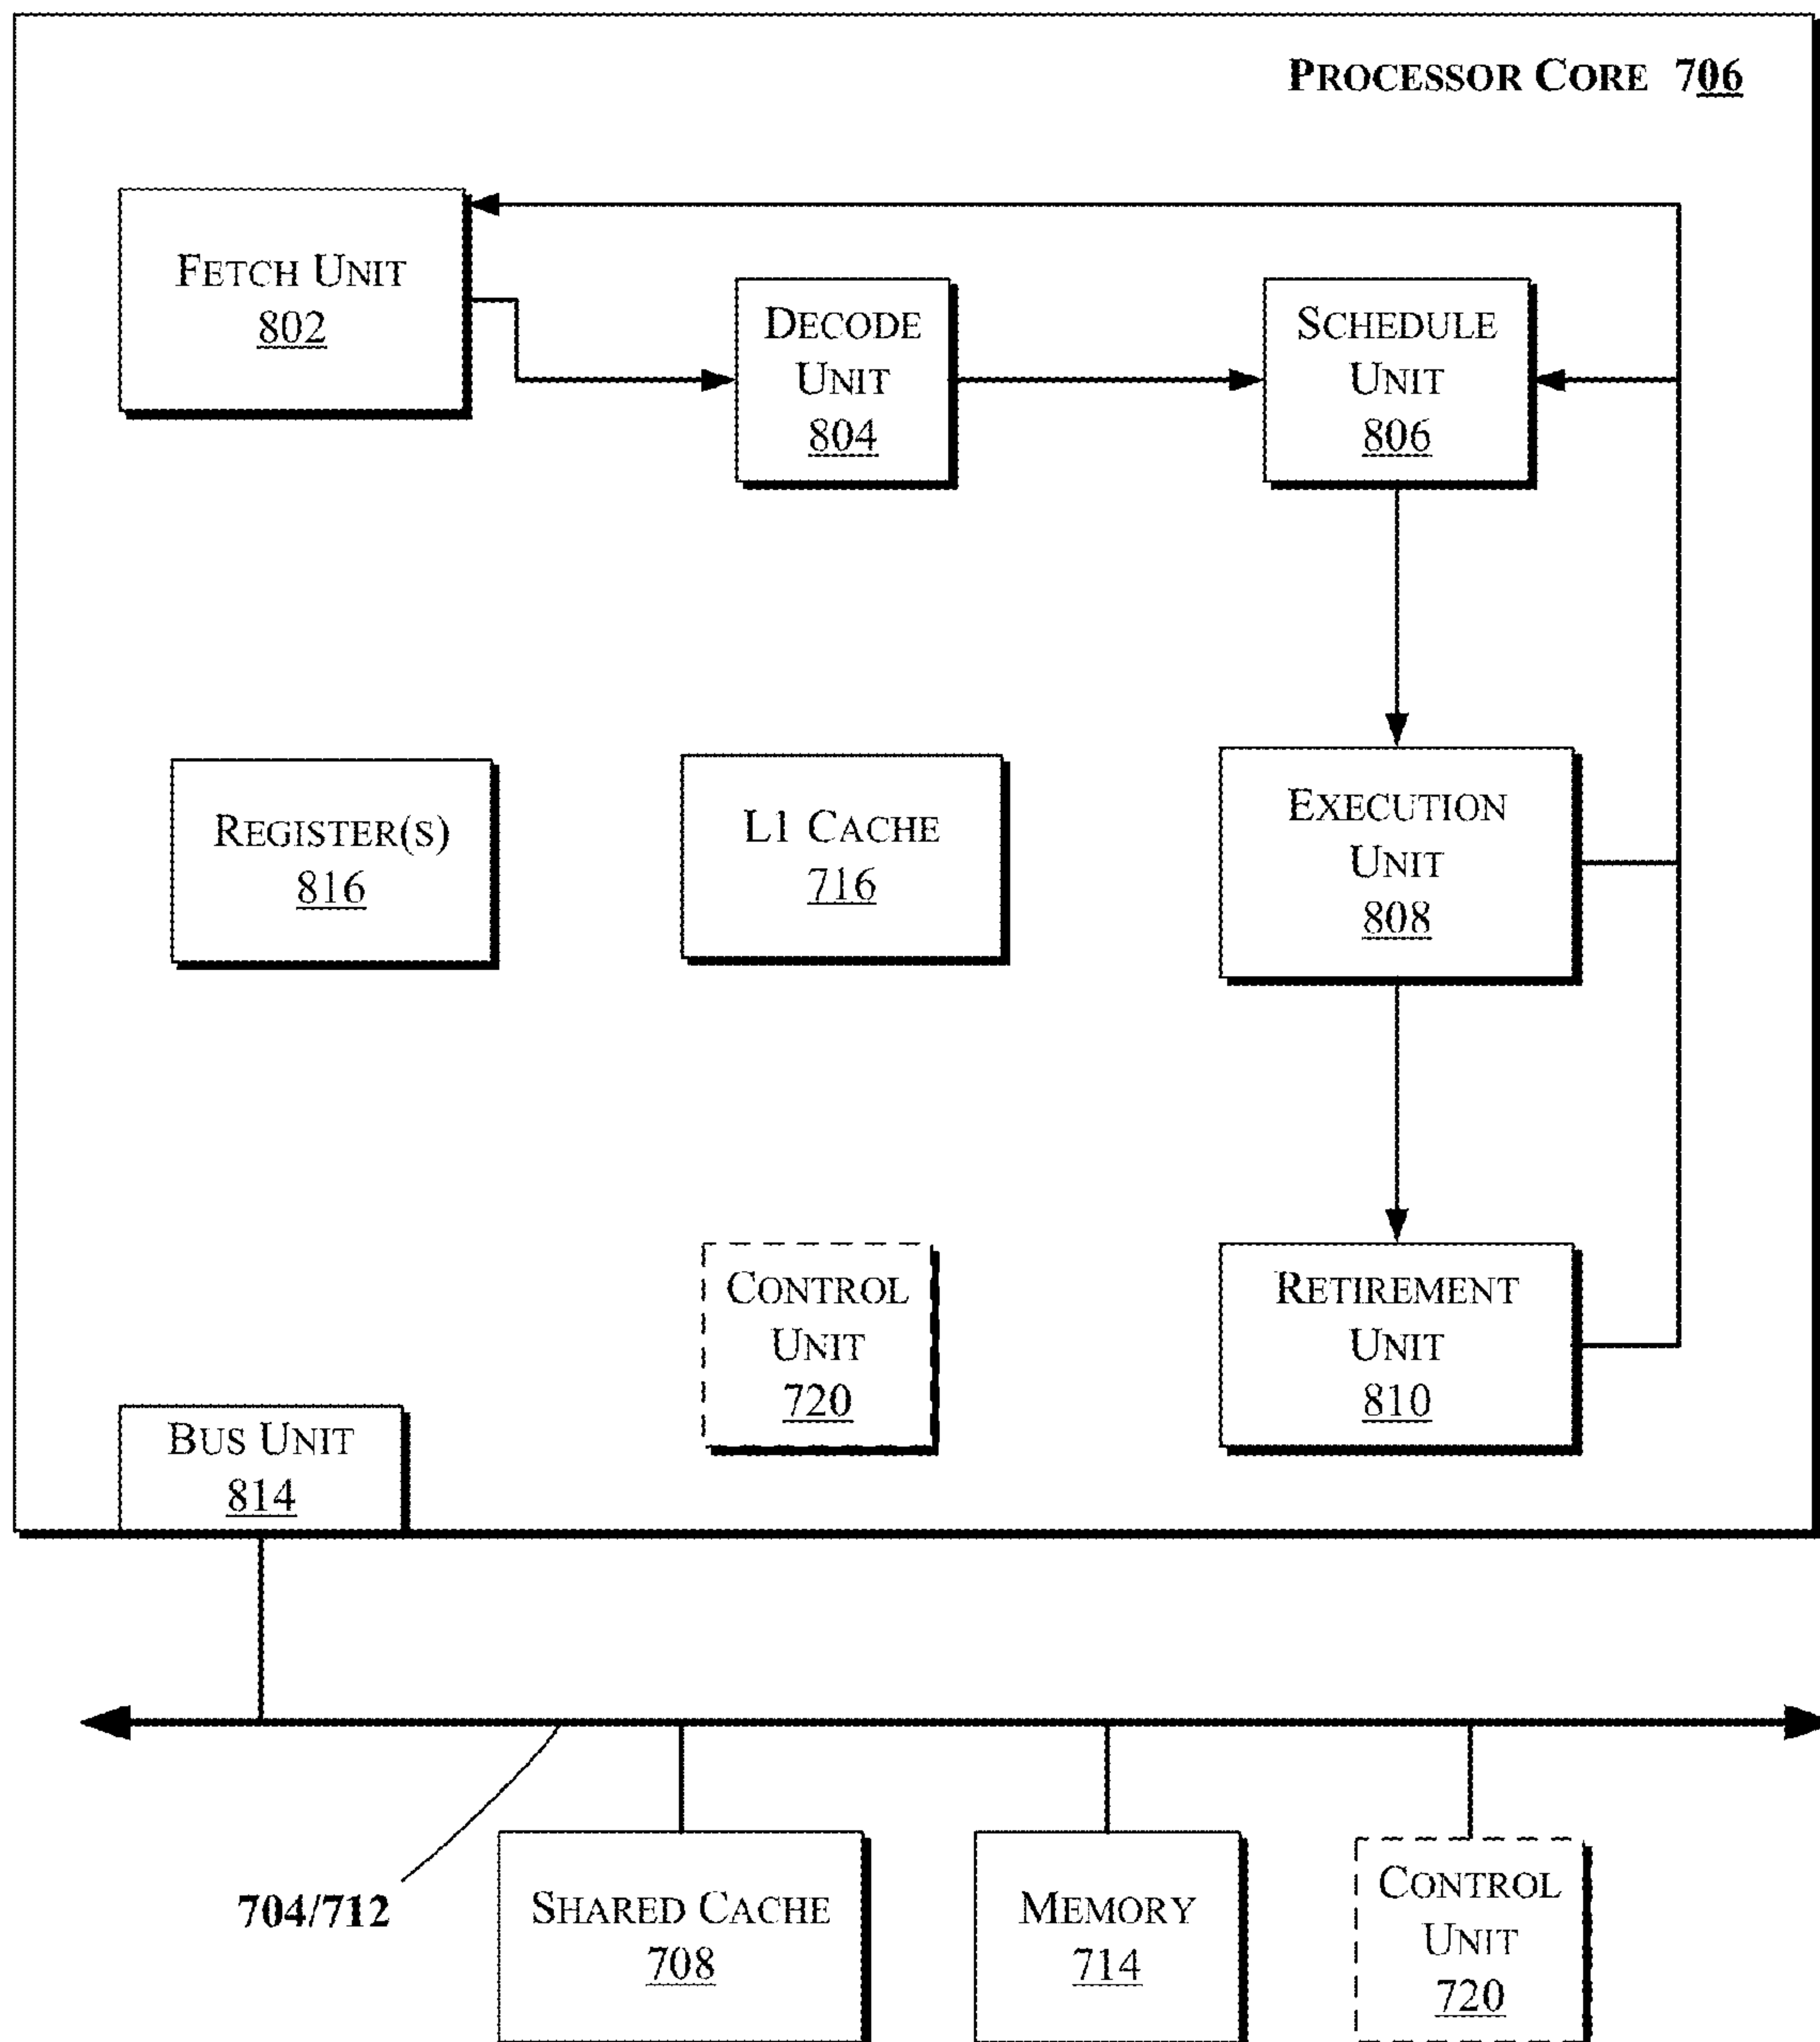 PROCESSOR CORE 706
FETCH UNIT
802
DECODE
UNIT
804
SCHEDULE
UNIT
806
REGISTER(S)
816
L1 CACHE
716
EXECUTION
UNIT
808
CONTROL
UNIT
720
RETIREMENT
UNIT
810
BUS UNIT
814
704/712
SHARED CACHE
708
MEMORY
714
CONTROL
UNIT
720